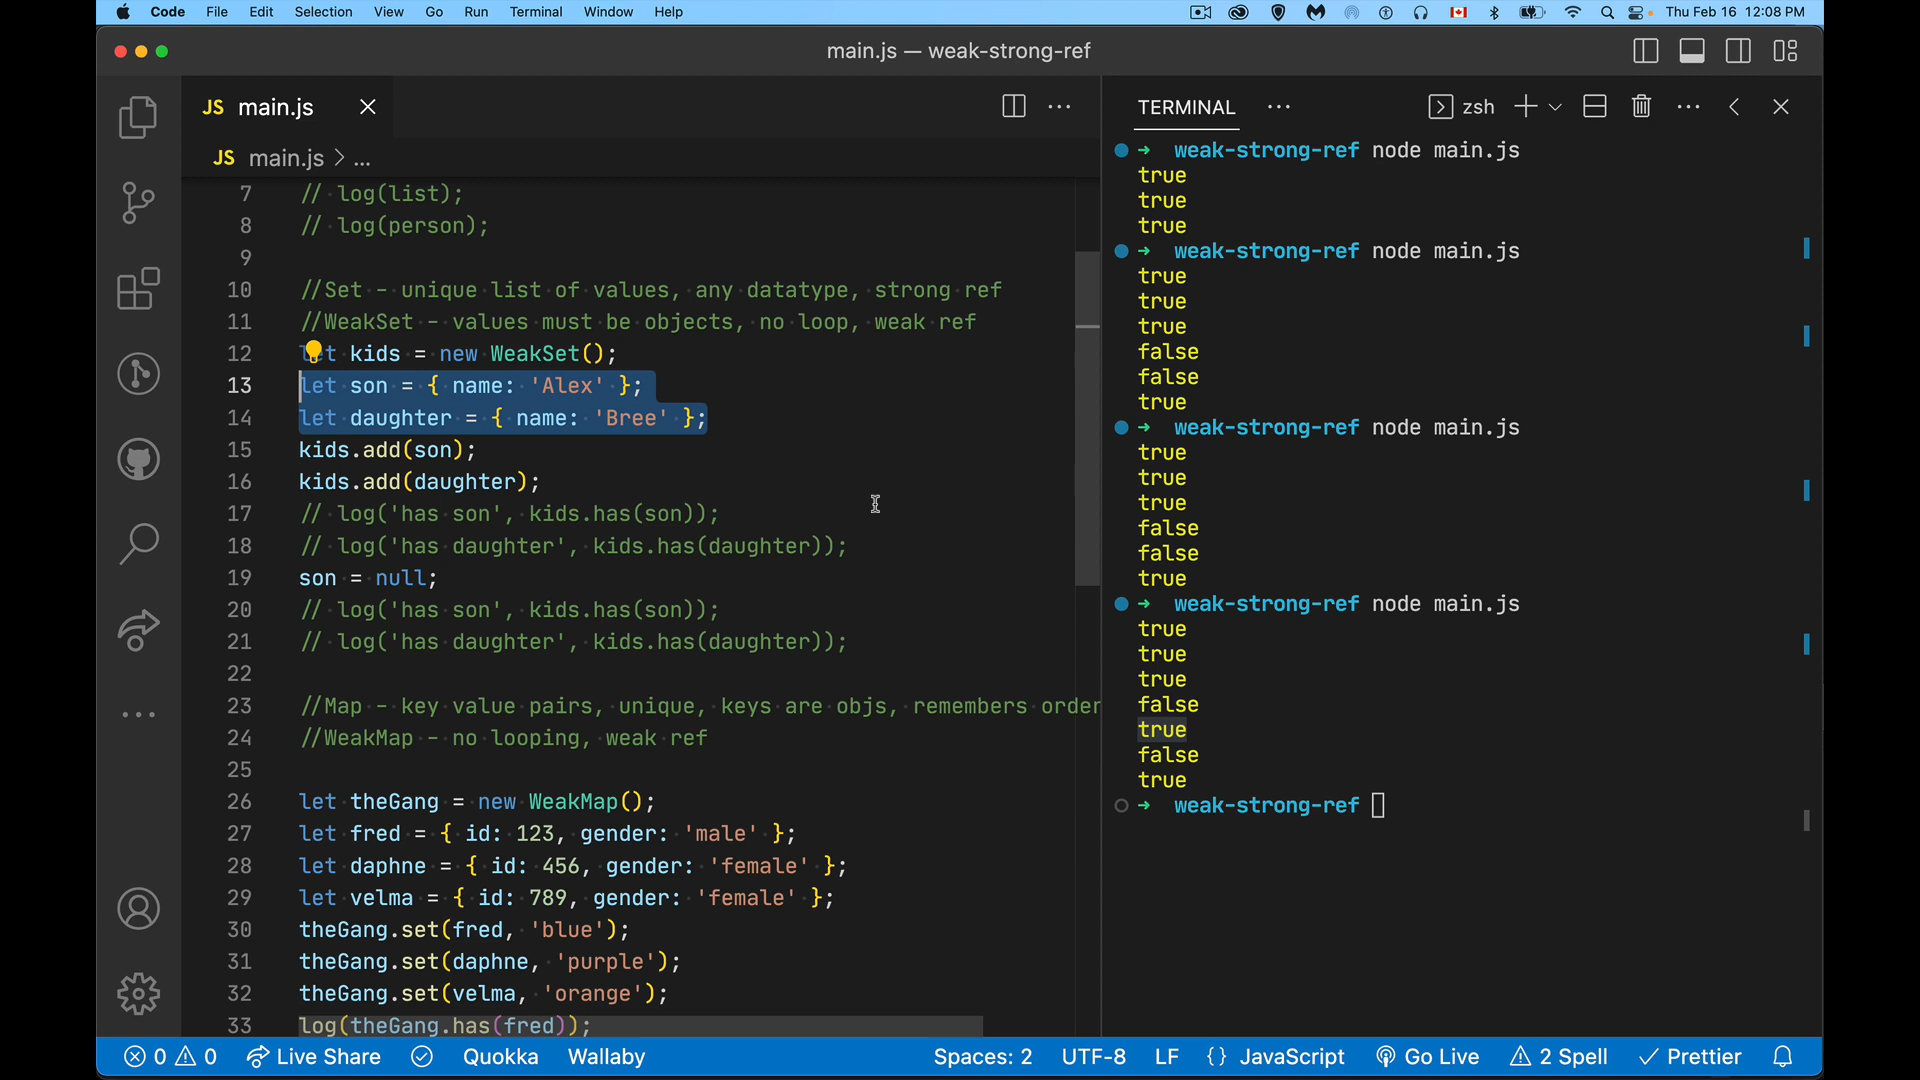 Code File Edit Selection View Go Run Terminal Window Help Thu Feb 16 12:08 PM
main.js — weak-strong-ref
JS main.js
JS main.js > ...
7 // log(list);
8 // log(person);
9
10 //Set - unique list of values, any datatype, strong ref
11 //WeakSet - values must be objects, no loop, weak ref
12 let kids = new WeakSet();
13 let son = { name: 'Alex' };
14 let daughter = { name: 'Bree' };
15 kids.add(son);
16 kids.add(daughter);
17 // log('has son', kids.has(son));
18 // log('has daughter', kids.has(daughter));
19 son = null;
20 // log('has son', kids.has(son));
21 // log('has daughter', kids.has(daughter));
22
23 //Map - key value pairs, unique, keys are objs, remembers order
24 //WeakMap - no looping, weak ref
25
26 let theGang = new WeakMap();
27 let fred = { id: 123, gender: 'male' };
28 let daphne = { id: 456, gender: 'female' };
29 let velma = { id: 789, gender: 'female' };
30 theGang.set(fred, 'blue');
31 theGang.set(daphne, 'purple');
32 theGang.set(velma, 'orange');
33 log(theGang.has(fred));
TERMINAL ... zsh
→ weak-strong-ref node main.js
true
true
true
→ weak-strong-ref node main.js
true
true
true
false
false
true
→ weak-strong-ref node main.js
true
true
true
false
false
true
→ weak-strong-ref node main.js
true
true
true
false
true
false
true
→ weak-strong-ref
0 0 Live Share Quokka Wallaby Spaces: 2 UTF-8 LF {} JavaScript Go Live 2 Spell Prettier